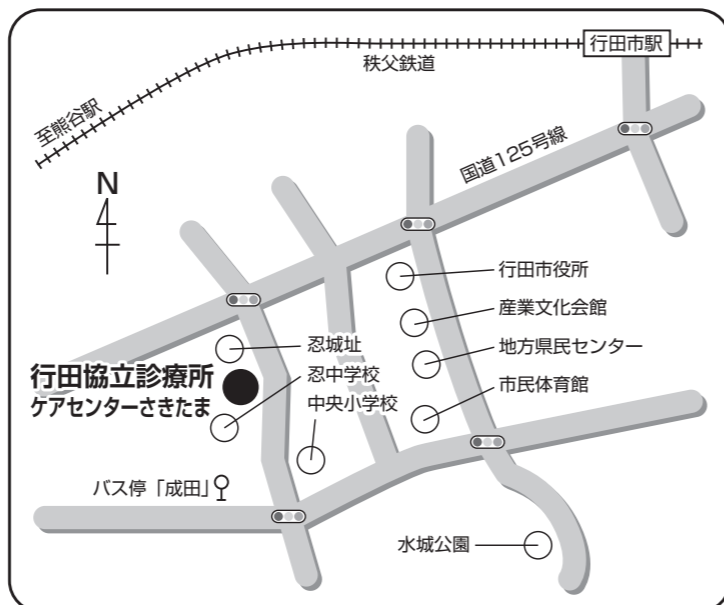 行田市駅
秩父鉄道
至熊谷駅
国道125号線
N
行田市役所
産業文化会館
忍城址
地方県民センター
行田協立診療所
ケアセンターさきたま
忍中学校
中央小学校
市民体育館
バス停「成田」
水城公園